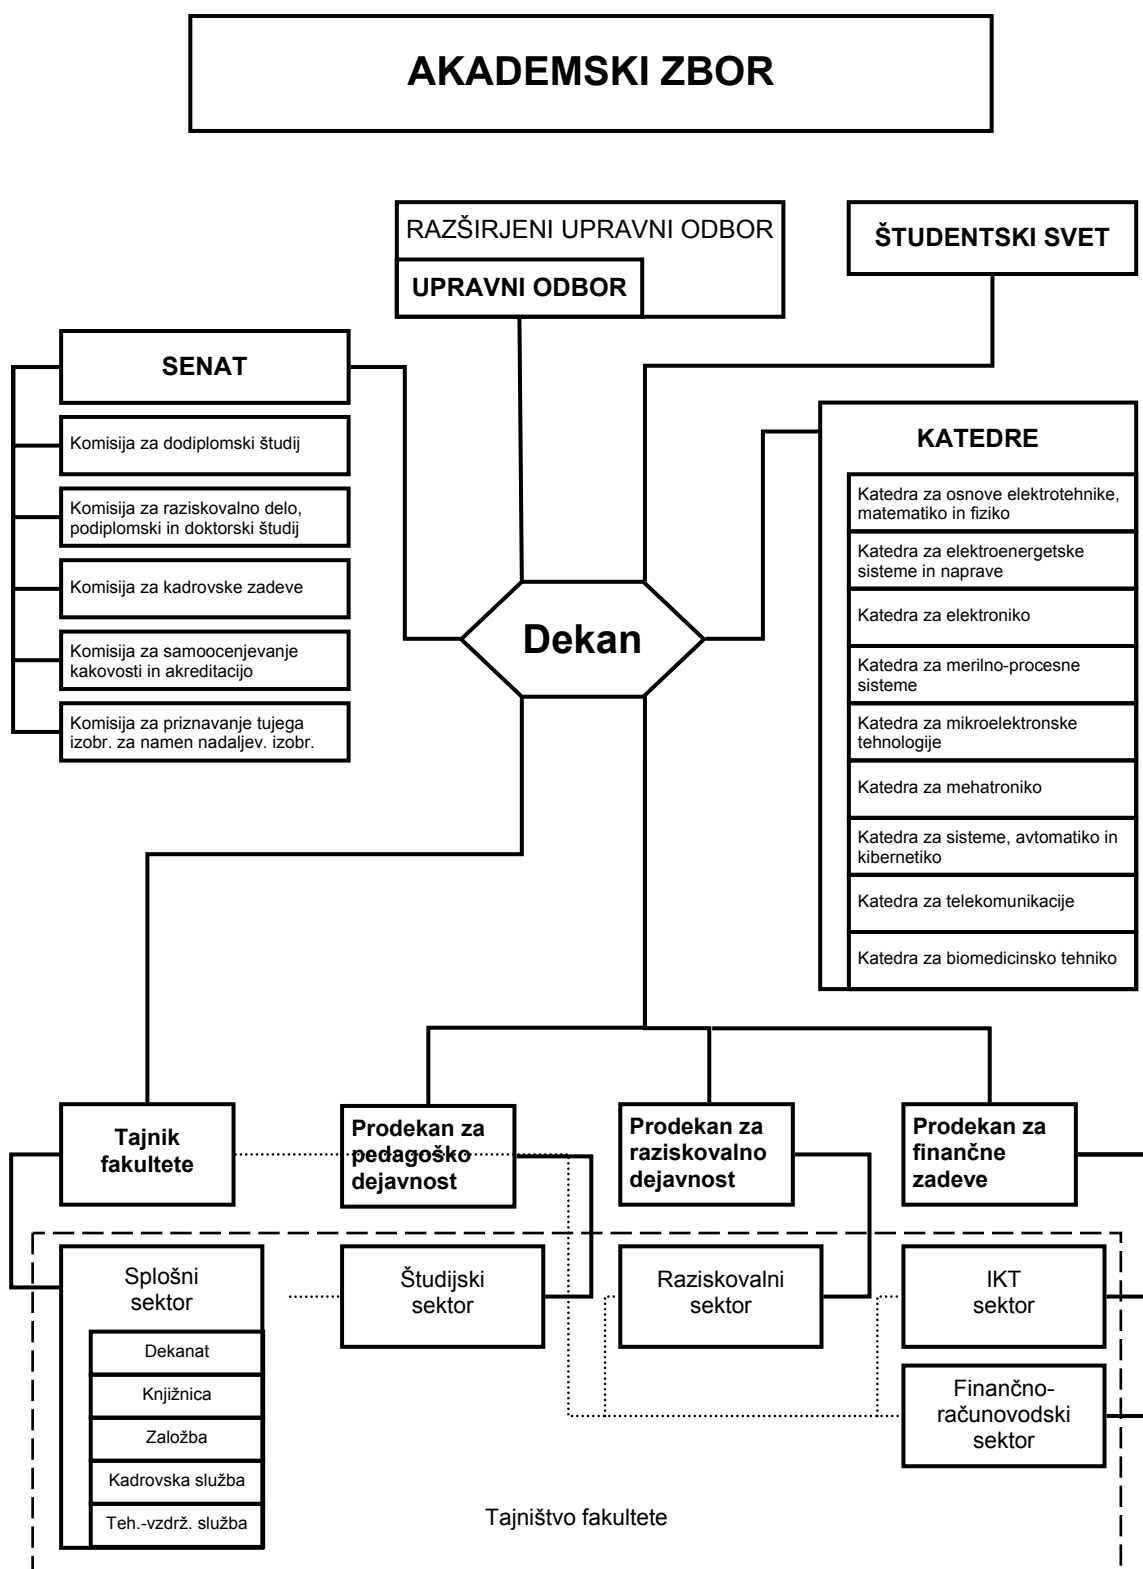 AKADEMSKI ZBOR
RAZŠIRJENI UPRAVNI ODBOR
UPRAVNI ODBOR
ŠTUDENTSKI SVET
SENAT
Komisija za dodiplomski študij
Komisija za raziskovalno delo,
podiplomski in doktorski študij
Komisija za kadrovske zadeve
Komisija za samoocenjevanje
kakovosti in akreditacijo
Komisija za priznavanje tujega
izobr. za namen nadaljev. izobr.
KATEDRE
Katedra za osnove elektrotehnike,
matematiko in fiziko
Katedra za elektroenergetske
sisteme in naprave
Katedra za elektroniko
Katedra za merilno-procesne
sisteme
Katedra za mikroelektronske
tehnologije
Katedra za mehatroniko
Katedra za sisteme, avtomatiko in
kibernetiko
Katedra za telekomunikacije
Katedra za biomedicinsko tehniko
Dekan
Tajnik
fakultete
Prodekan za
pedagoško
dejavnost
Prodekan za
raziskovalno
dejavnost
Prodekan za
finančne
zadeve
Splošni
sektor
Dekanat
Knjižnica
Založba
Kadrovska služba
Teh.-vzdrž. služba
Študijski
sektor
Raziskovalni
sektor
IKT
sektor
Finančno-
računovodski
sektor
Tajništvo fakultete